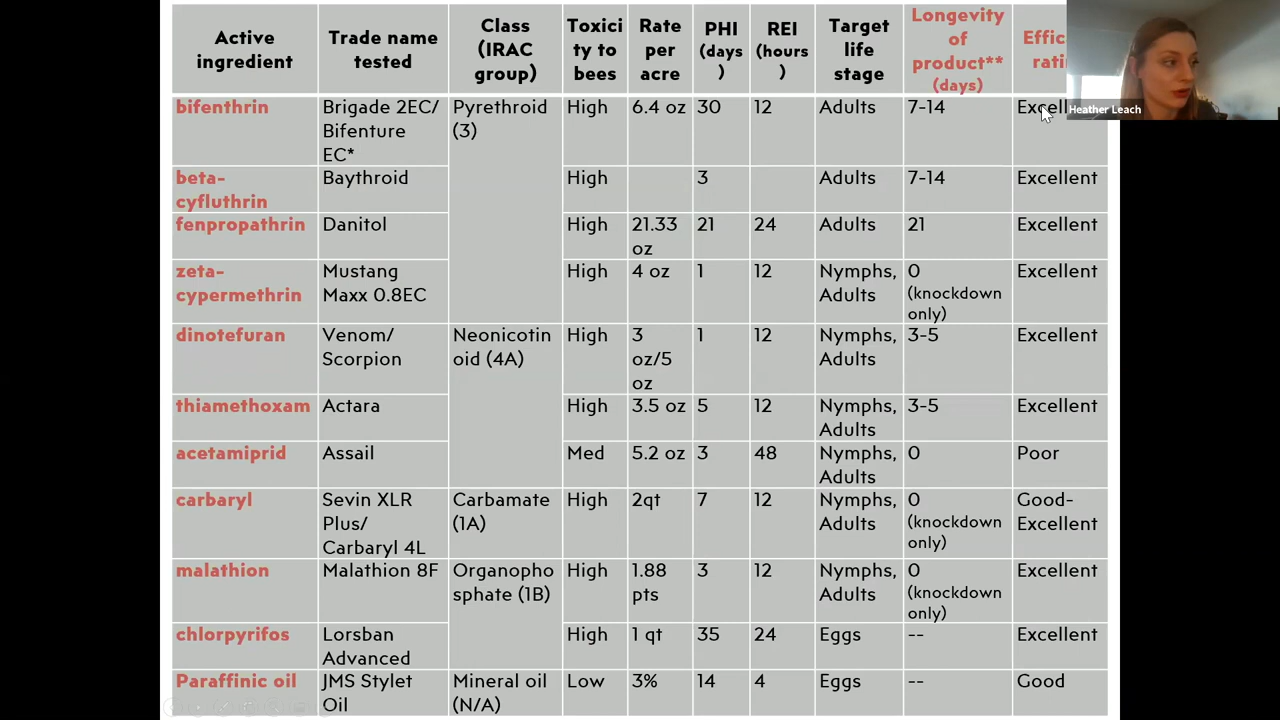 Active ingredient
Trade name tested
Class (IRAC group)
Toxici ty to bees
Rate per acre
PHI (days )
REI (hours )
Target life stage
Longevity of product** (days)
bifenthrin
Brigade 2EC/ Bifenture EC*
Pyrethroid (3)
High
6.4 oz
30
12
Adults
7-14
Heather Leach
beta-cyfluthrin
Baythroid
High
3
Adults
7-14
Excellent
fenpropathrin
Danitol
High
21.33 oz
21
24
Adults
21
Excellent
zeta-cypermethrin
Mustang Maxx 0.8EC
High
4 oz
1
12
Nymphs, Adults
0 (knockdown only)
Excellent
dinotefuran
Venom/ Scorpion
Neonicotin oid (4A)
High
3 oz/5 oz
1
12
Nymphs, Adults
3-5
Excellent
thiamethoxam
Actara
High
3.5 oz
5
12
Nymphs, Adults
3-5
Excellent
acetamiprid
Assail
Med
5.2 oz
3
48
Nymphs, Adults
0
Poor
carbaryl
Sevin XLR Plus/ Carbaryl 4L
Carbamate (1A)
High
2qt
7
12
Nymphs, Adults
0 (knockdown only)
Good-Excellent
malathion
Malathion 8F
Organopho sphate (1B)
High
1.88 pts
3
12
Nymphs, Adults
0 (knockdown only)
Excellent
chlorpyrifos
Lorsban Advanced
High
1 qt
35
24
Eggs
--
Excellent
Paraffinic oil
JMS Stylet Oil
Mineral oil (N/A)
Low
3%
14
4
Eggs
--
Good